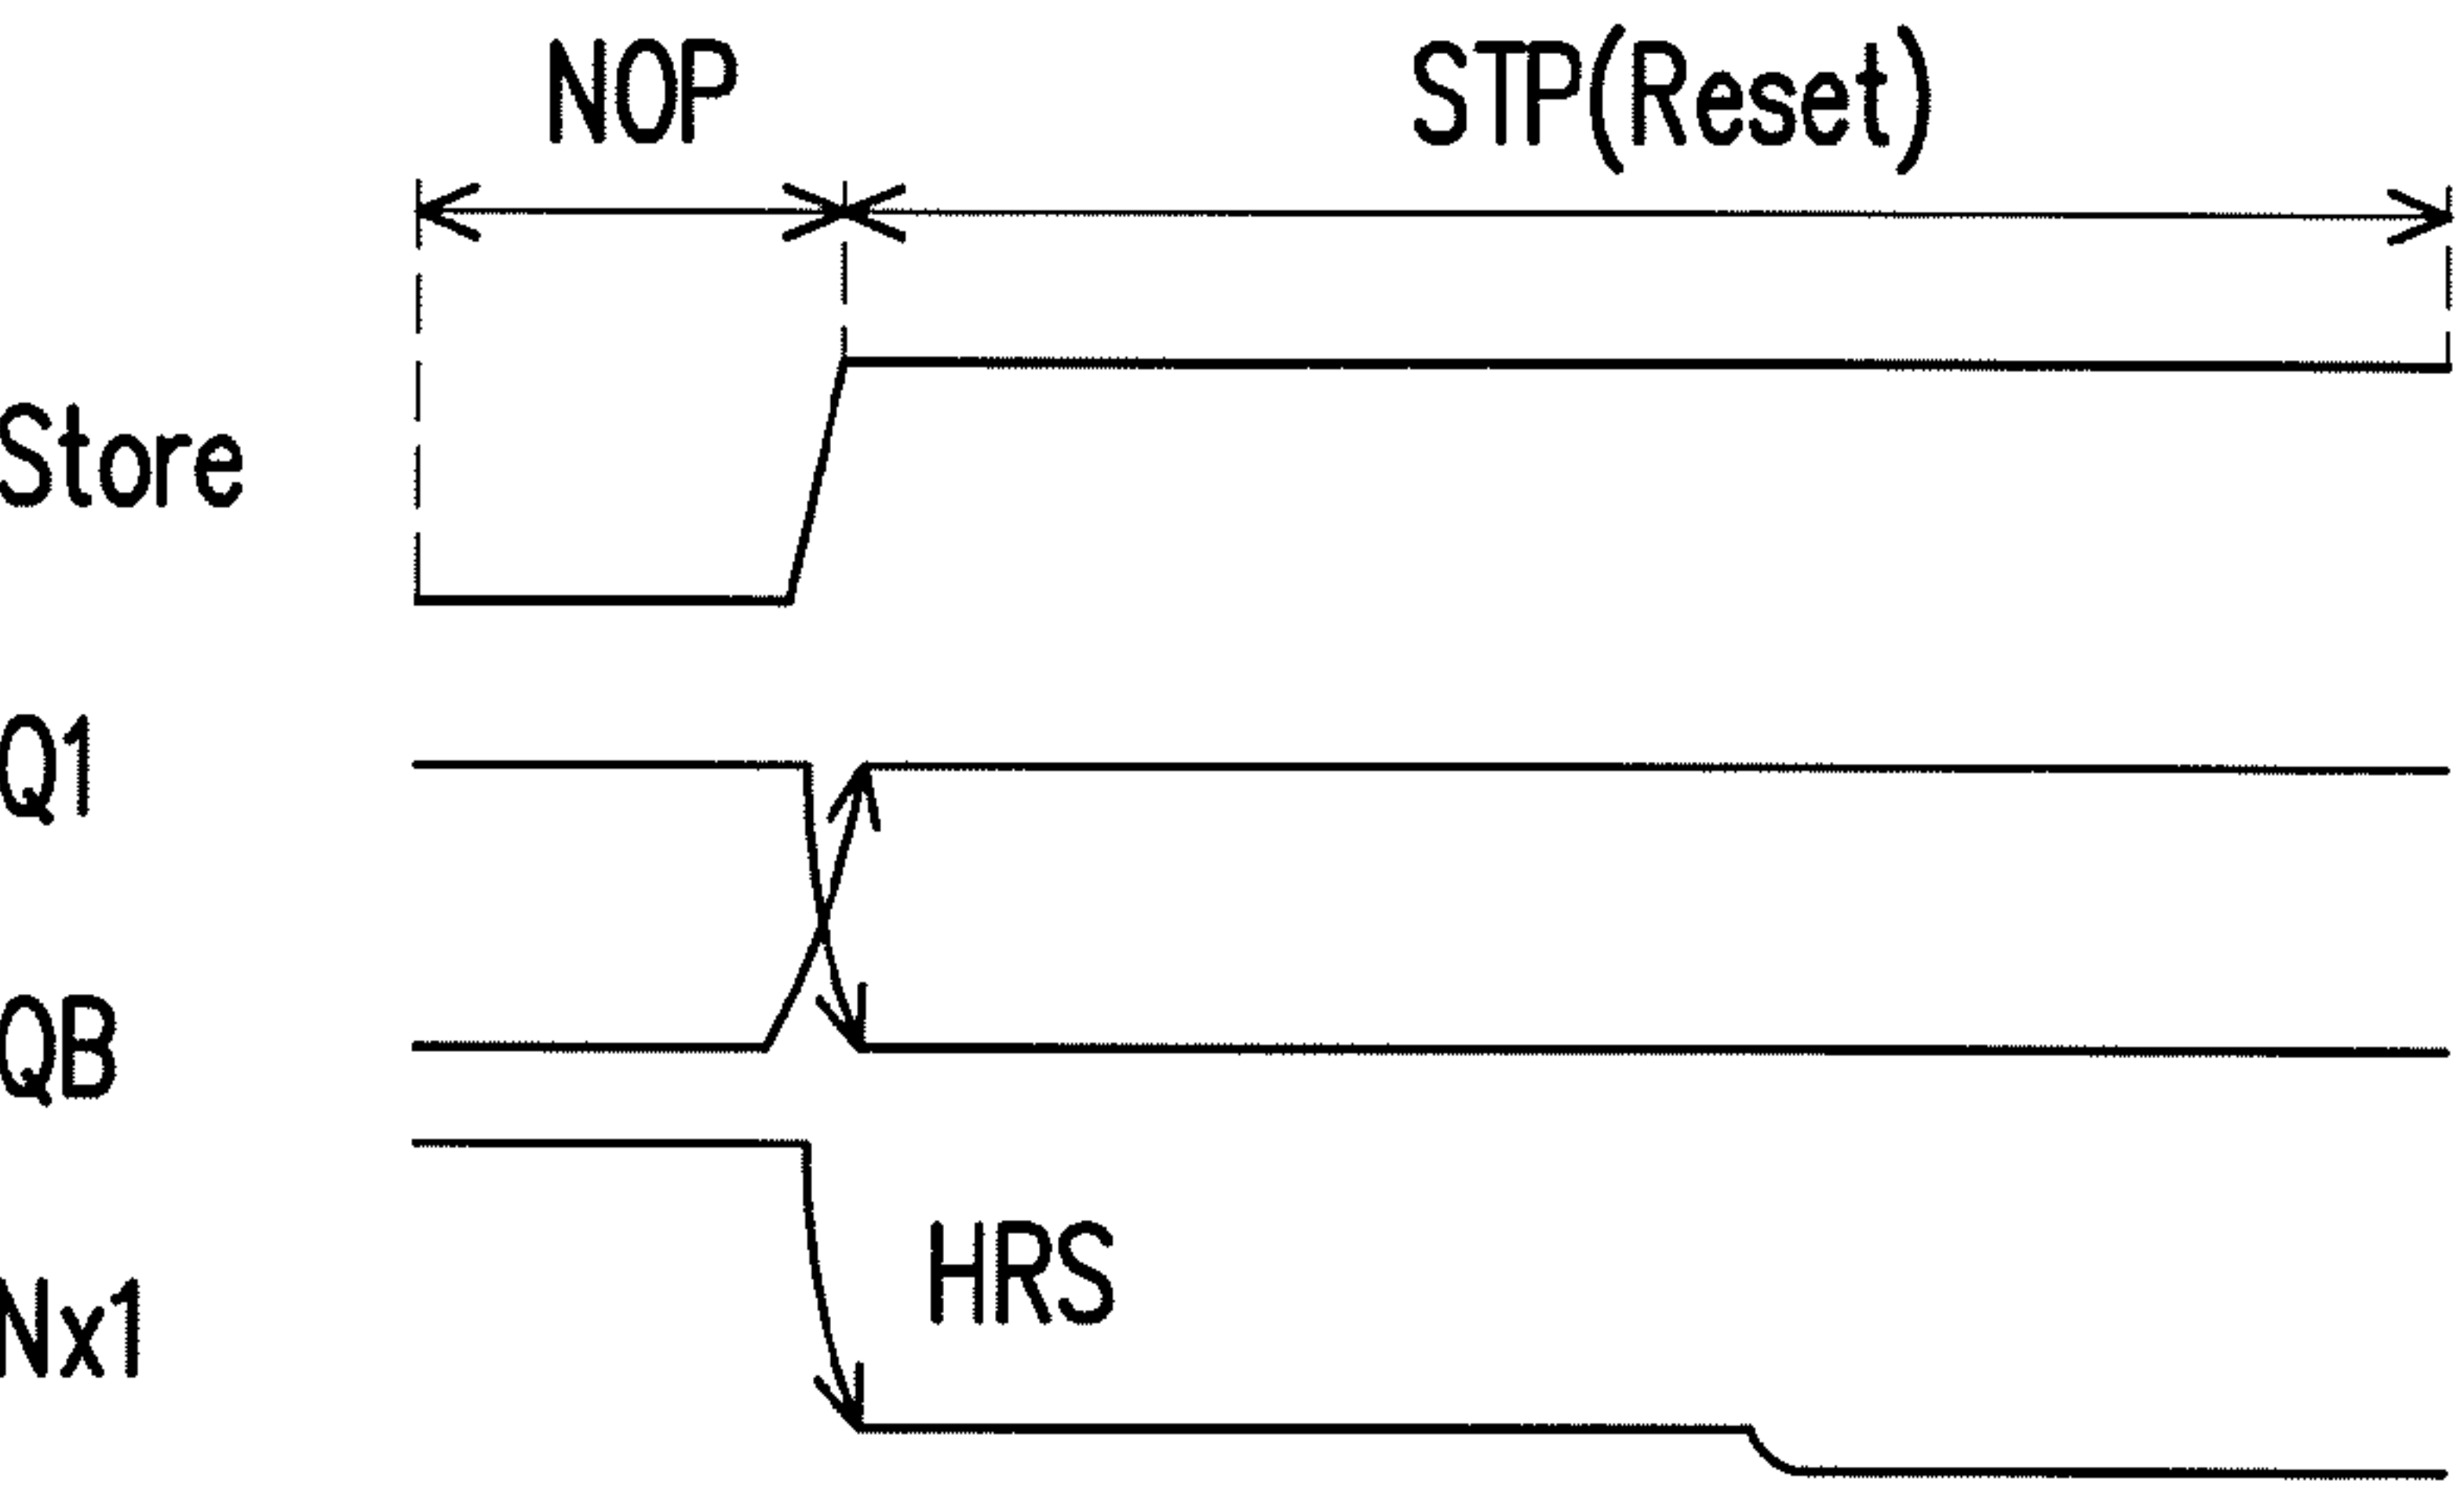 NOP STP(Reset)
Store
Q1
QB
HRS
Nx1